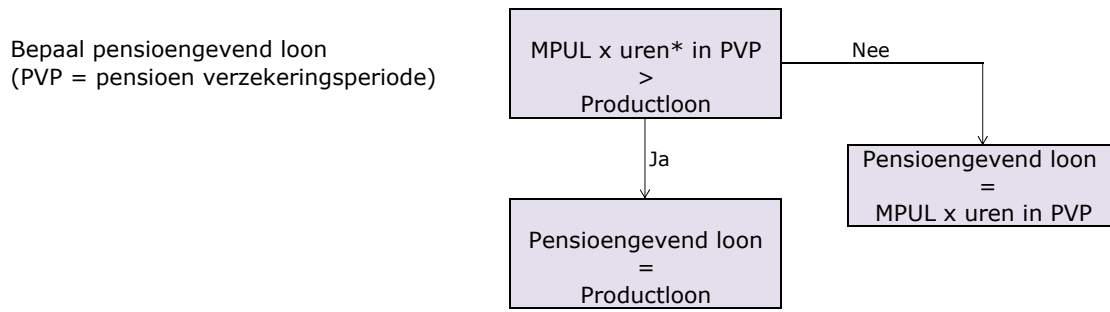 Bepaal pensioengevend loon
(PVP = pensioen verzekeringsperiode)
MPUL x uren* in PVP
>
Productloon
Nee
Ja
Pensioengevend loon
=
MPUL x uren in PVP
Pensioengevend loon
=
Productloon